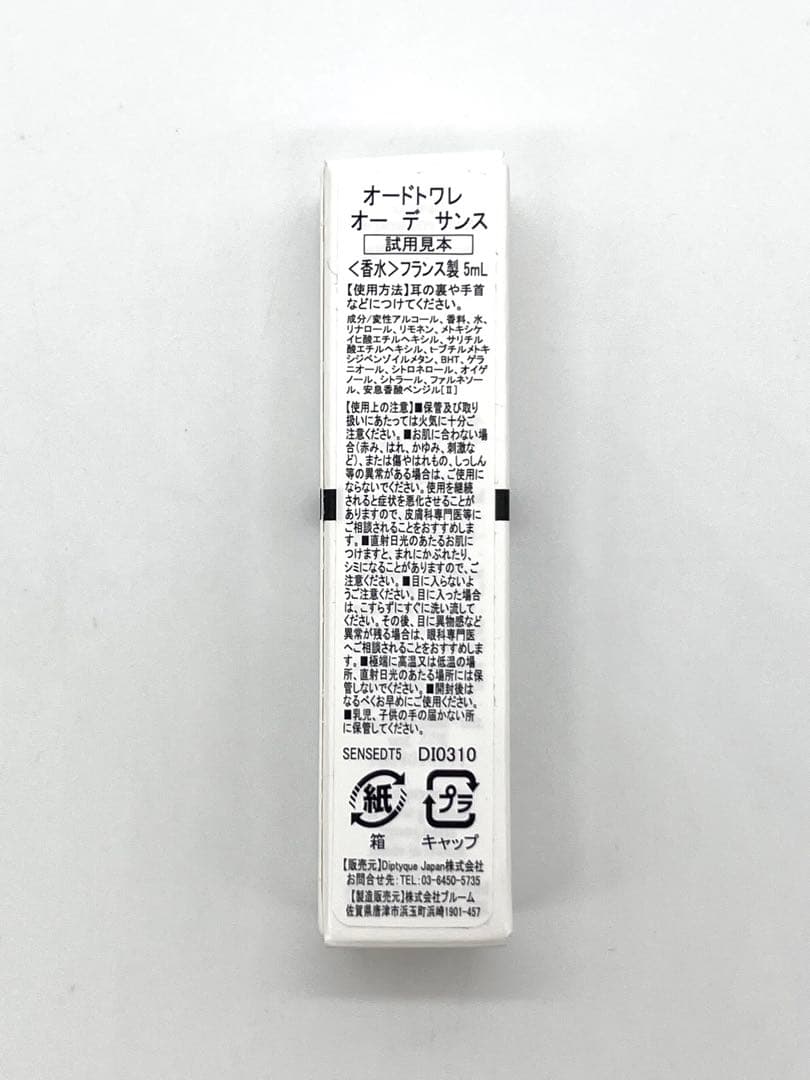 オードトワレ
オー デ サンス
試用見本
<香水>フランス製 5mL
【使用方法】耳の裏や手首
などにつけてください。
成分/変性アルコール、香料、水、
リナロール、リモネン、メトキシケ
イヒ酸エチルヘキシル、サリチル
酸エチルヘキシル、t-ブチルメトキ
シジベンゾイルメタン、BHT、ゲラ
ニオール、シトロネロール、オイゲ
ノール、シトラール、ファルネソー
ル、安息香酸ベンジル[Ⅱ]
【使用上の注意】■保管及び取り
扱いにあたっては火気に十分ご
注意ください。■お肌に合わない場
合(赤み、はれ、かゆみ、刺激な
ど)、または傷やはれもの、しっしん
等の異常がある場合は、ご使用に
ならないでください。使用を継続
されると症状を悪化させることが
ありますので、皮膚科専門医等に
ご相談されることをおすすめしま
す。■直射日光のあたるお肌に
つけますと、まれにかぶれたり、
シミになることがありますので、ご
注意ください。■目に入らないよ
うご注意ください。目に入った場合
は、こすらずにすぐに洗い流して
ください。その後、目に異物感など
異常が残る場合は、眼科専門医
へご相談されることをおすすめしま
す。■極端に高温又は低温の場
所、直射日光のあたる場所には保
管しないでください。■開封後は
なるべくお早めにご使用ください。
■乳児、子供の手の届かない所
に保管してください。
SENSEDT5 DI0310
紙 プラ
箱 キャップ
【販売元】Diptyque Japan株式会社
お問合せ先:TEL:03-6450-5735
【製造販売元】株式会社ブルーム
佐賀県唐津市浜玉町浜崎1901-457